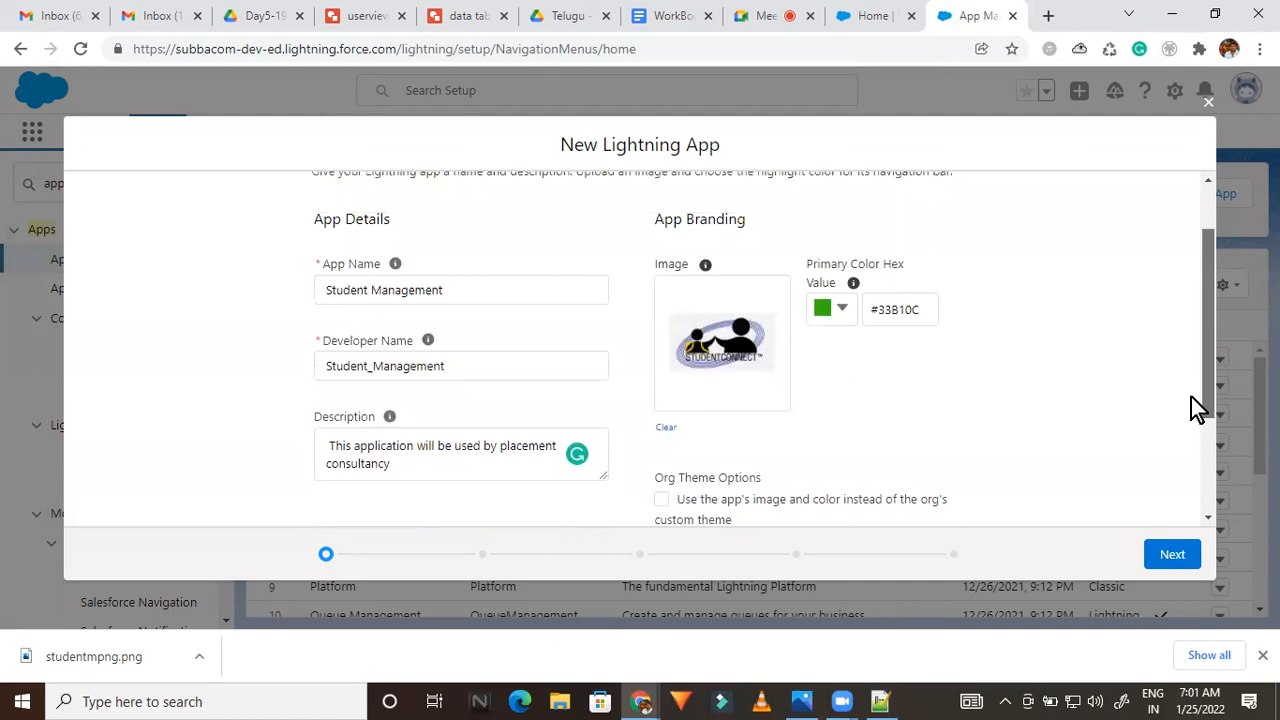 Inbox (6
Inbox (1
Day5-19
userview
data tab
Telugu -
WorkBo
Mee
Home |
App Ma
https://subbacom-dev-ed.lightning.force.com/lightning/setup/NavigationMenus/home
Search Setup
New Lightning App
app
App
Give your Lightning app a name and description. Upload an image and choose the highlight color for its navigation bar.
Apps
App Details
App Branding
* App Name
Image
Primary Color Hex
Value
Student Management
#33B10C
STUDENTCONNECT™
* Developer Name
Student_Management
Description
Clear
This application will be used by placement
consultancy
Org Theme Options
Use the app's image and color instead of the org's
custom theme
Next
9 Platform Platform The fundamental Lightning Platform 12/26/2021, 9:12 PM Classic
Salesforce Navigation
10 Queue Management QueueManagement Create and manage queues for your business 12/26/2021, 9:12 PM Lightning
studentmpng.png
Show all
Type here to search
ENG
IN
7:01 AM
1/25/2022